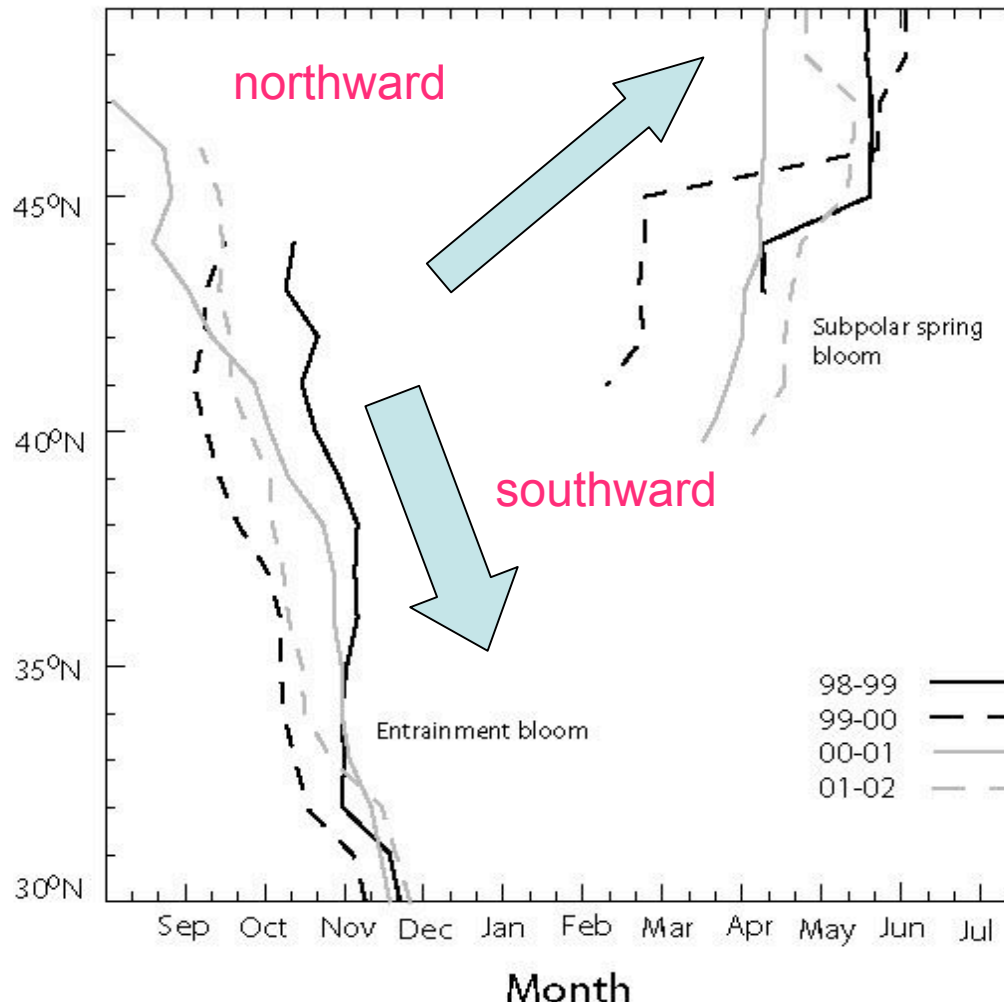 northward
45°N
Subpolar spring
bloom
40°N
southward
35°N
98-99
99-00
00-01
01-02
Entrainment bloom
30°N
Sep Oct Nov Dec Jan Feb Mar Apr May Jun Jul
Month